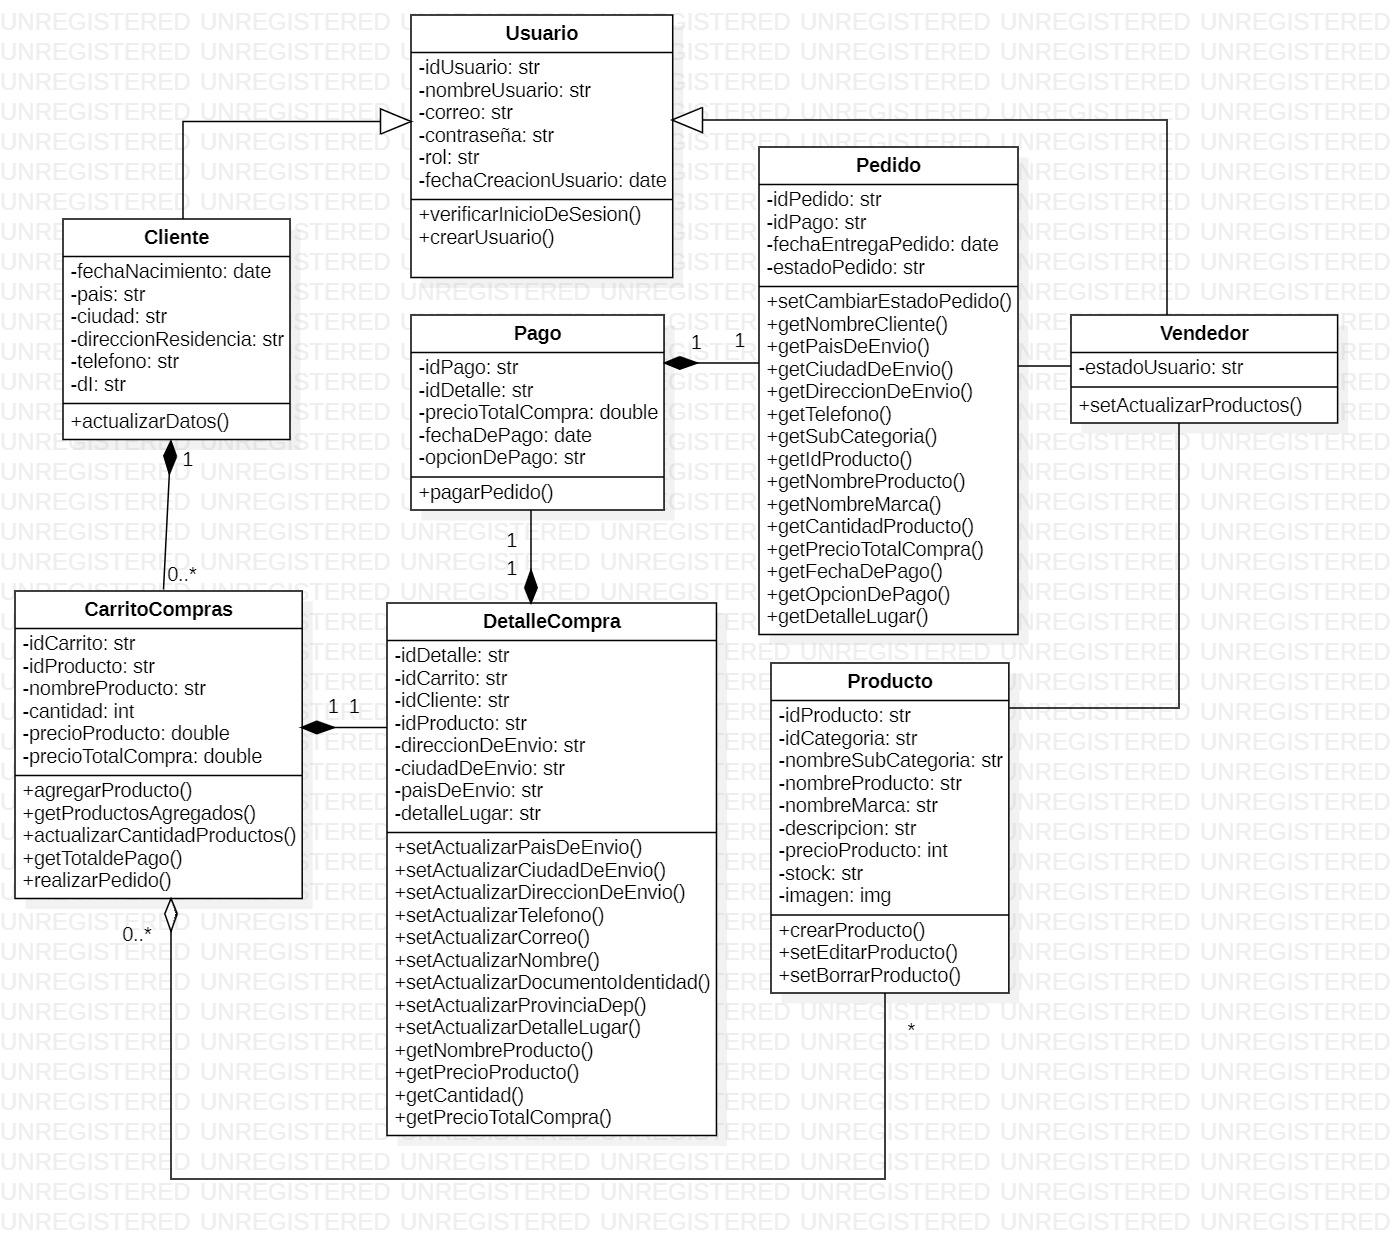 Usuario
-idUsuario: str
-nombreUsuario: str
-correo: str
-contraseña: str
-rol: str
-fechaCreacionUsuario: date
+verificarInicioDeSesion()
+crearUsuario()
Cliente
-fechaNacimiento: date
-pais: str
-ciudad: str
-direccionResidencia: str
-telefono: str
-dI: str
+actualizarDatos()
1
0..*
Pago
-idPago: str
-idDetalle: str
-precioTotalCompra: double
-fechaDePago: date
-opcionDePago: str
+pagarPedido()
1
1
1
1
Pedido
-idPedido: str
-idPago: str
-fechaEntregaPedido: date
-estadoPedido: str
+setCambiarEstadoPedido()
+getNombreCliente()
+getPaisDeEnvio()
+getCiudadDeEnvio()
+getDireccionDeEnvio()
+getTelefono()
+getSubCategoria()
+getIdProducto()
+getNombreProducto()
+getNombreMarca()
+getCantidadProducto()
+getPrecioTotalCompra()
+getFechaDePago()
+getOpcionDePago()
+getDetalleLugar()
Vendedor
-estadoUsuario: str
+setActualizarProductos()
CarritoCompras
-idCarrito: str
-idProducto: str
-nombreProducto: str
-cantidad: int
-precioProducto: double
-precioTotalCompra: double
+agregarProducto()
+getProductosAgregados()
+actualizarCantidadProductos()
+getTotaldePago()
+realizarPedido()
0..*
1 1
DetalleCompra
-idDetalle: str
-idCarrito: str
-idCliente: str
-idProducto: str
-direccionDeEnvio: str
-ciudadDeEnvio: str
-paisDeEnvio: str
-detalleLugar: str
+setActualizarPaisDeEnvio()
+setActualizarCiudadDeEnvio()
+setActualizarDireccionDeEnvio()
+setActualizarTelefono()
+setActualizarCorreo()
+setActualizarNombre()
+setActualizarDocumentoIdentidad()
+setActualizarProvinciaDep()
+setActualizarDetalleLugar()
+getNombreProducto()
+getPrecioProducto()
+getCantidad()
+getPrecioTotalCompra()
Producto
-idProducto: str
-idCategoria: str
-nombreSubCategoria: str
-nombreProducto: str
-nombreMarca: str
-descripcion: str
-precioProducto: int
-stock: str
-imagen: img
+crearProducto()
+setEditarProducto()
+setBorrarProducto()
*
UNREGISTERED